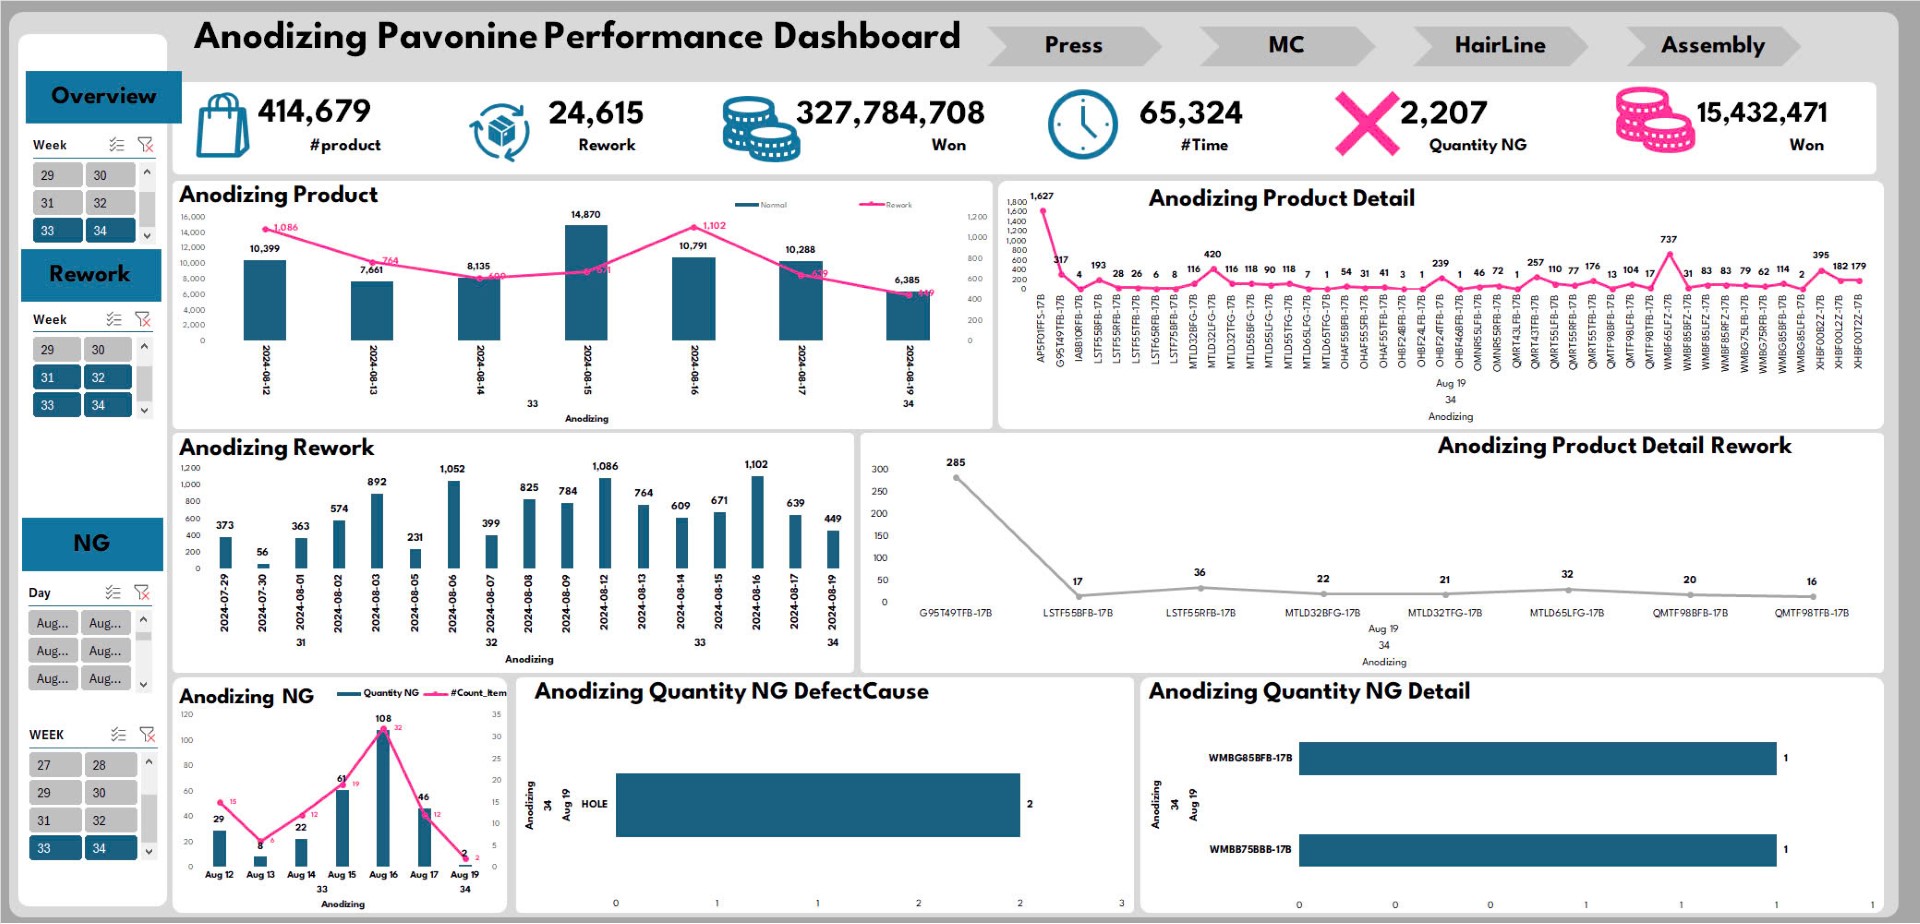 Anodizing Pavonine Performance Dashboard
Press
MC
HairLine
Assembly
Overview
414,679
#product
24,615
Rework
327,784,708
Won
65,324
#Time
2,207
Quantity NG
15,432,471
Won
Week
29 30
31 32
33 34
Rework
Week
29 30
31 32
33 34
NG
Day
Aug... Aug...
Aug... Aug...
Aug... Aug...
WEEK
27 28
29 30
31 32
33 34
Anodizing Product
Normal
Rework
16,000
14,000
12,000
10,000
8,000
6,000
4,000
2,000
0
1,200
1,000
800
600
400
200
0
10,399 7,661 8,135 14,870 10,791 10,288 6,385
1,086 764 1,102
2024-08-12 2024-08-13 2024-08-14 2024-08-15 2024-08-16 2024-08-17 2024-08-19
33 34
Anodizing
Anodizing Product Detail
1,800
1,600
1,400
1,200
1,000
800
600
400
200
0
1,627 317 4 193 28 26 6 8 116 420 116 118 90 118 7 1 54 31 41 3 1 239 1 46 72 1 257 110 77 176 13 104 17 737 31 83 83 79 62 114 2 395 182 179
AP5F01FFS-17B
G95T49TFB-17B
LSTF55BFB-17B
LSTF55RFB-17B
LSTF55TFB-17B
LSTF65RFB-17B
LSTF75BFB-17B
MTLD32BFG-17B
MTLD32LFG-17B
MTLD32TFG-17B
MTLD55BFG-17B
MTLD55LFG-17B
MTLD55TFG-17B
MTLD65LFG-17B
MTLD65TFG-17B
OHAF55BFB-17B
OHAF55SFB-17B
OHAF55TFB-17B
OHBF24BFB-17B
OHBF24LFB-17B
OHBF24TFB-17B
OHBF46BFB-17B
OMNR55LFB-17B
OMNR55RFB-17B
QMRT43LFB-17B
QMRT43TFB-17B
QMRT55LFB-17B
QMRT55RFB-17B
QMRT55TFB-17B
QMTF98BFB-17B
QMTF98LFB-17B
QMTF98TFB-17B
WMBF65LFZ-17B
WMBF85BFZ-17B
WMBF85LFZ-17B
WMBF85RFZ-17B
WMBG75LFB-17B
WMBG75RFB-17B
WMBG85BFB-17B
WMBG85LFB-17B
XHBF00B2Z-17B
XHBF00L2Z-17B
XHBF00T2Z-17B
Aug 19
34
Anodizing
Anodizing Rework
1,200
1,000
800
600
400
200
0
373 56 363 574 892 231 1,052 399 825 784 1,086 764 609 671 1,102 639 449
2024-07-29 2024-07-30 2024-08-01 2024-08-02 2024-08-03 2024-08-05 2024-08-06 2024-08-07 2024-08-08 2024-08-09 2024-08-12 2024-08-13 2024-08-14 2024-08-15 2024-08-16 2024-08-17 2024-08-19
31 32 33 34
Anodizing
Anodizing Product Detail Rework
300
250
200
150
100
50
0
285 17 36 22 21 32 20 16
G95T49TFB-17B LSTF55BFB-17B LSTF55RFB-17B MTLD32BFG-17B MTLD32TFG-17B MTLD65LFG-17B QMTF98BFB-17B QMTF98TFB-17B
Aug 19
34
Anodizing
Anodizing NG
Quantity NG
#Count_Item
120
100
80
60
40
20
0
35
30
25
20
15
10
5
0
29 8 22 61 108 46 2
15 6 12 19 32 12 2
Aug 12 Aug 13 Aug 14 Aug 15 Aug 16 Aug 17 Aug 19
33 34
Anodizing
Anodizing Quantity NG DefectCause
Anodizing
34
Aug 19
HOLE
2
0 1 1 2 2 3
Anodizing Quantity NG Detail
Anodizing
34
Aug 19
WMBG85BFB-17B
1
WMBB75BBB-17B
1
0 0 0 1 1 1 1